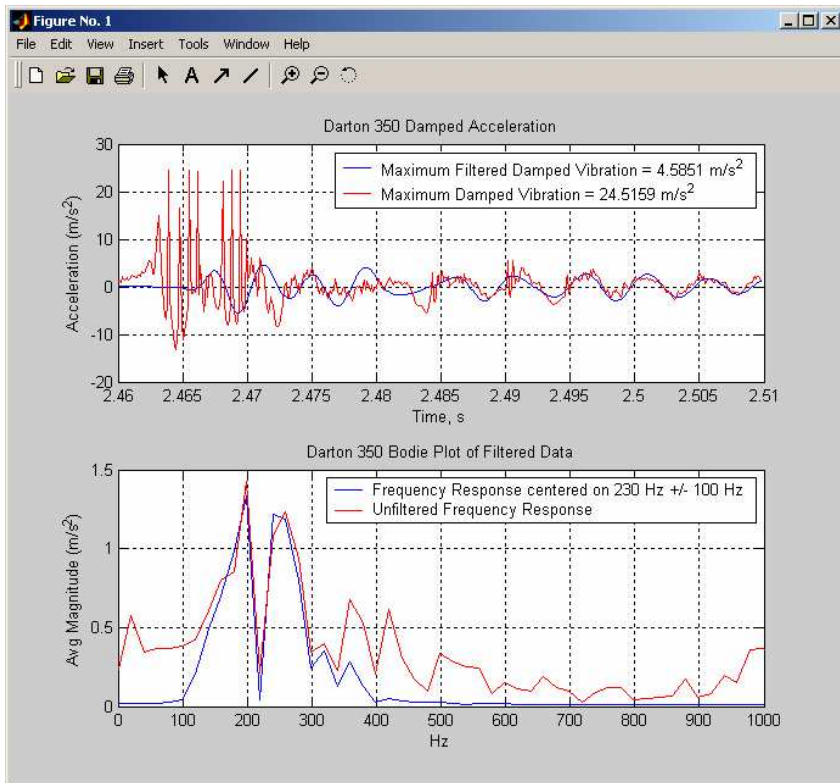 Figure No. 1
File Edit View Insert Tools Window Help
A
Darton 350 Damped Acceleration
Maximum Filtered Damped Vibration = 4.5851 m/s²
Maximum Damped Vibration = 24.5159 m/s²
Acceleration (m/s²)
30
20
10
0
-10
-20
2.46 2.465 2.47 2.475 2.48 2.485 2.49 2.495 2.5 2.505 2.51
Time, s
Darton 350 Bodie Plot of Filtered Data
Frequency Response centered on 230 Hz +/- 100 Hz
Unfiltered Frequency Response
Avg Magnitude (m/s²)
1.5
1
0.5
0
0 100 200 300 400 500 600 700 800 900 1000
Hz